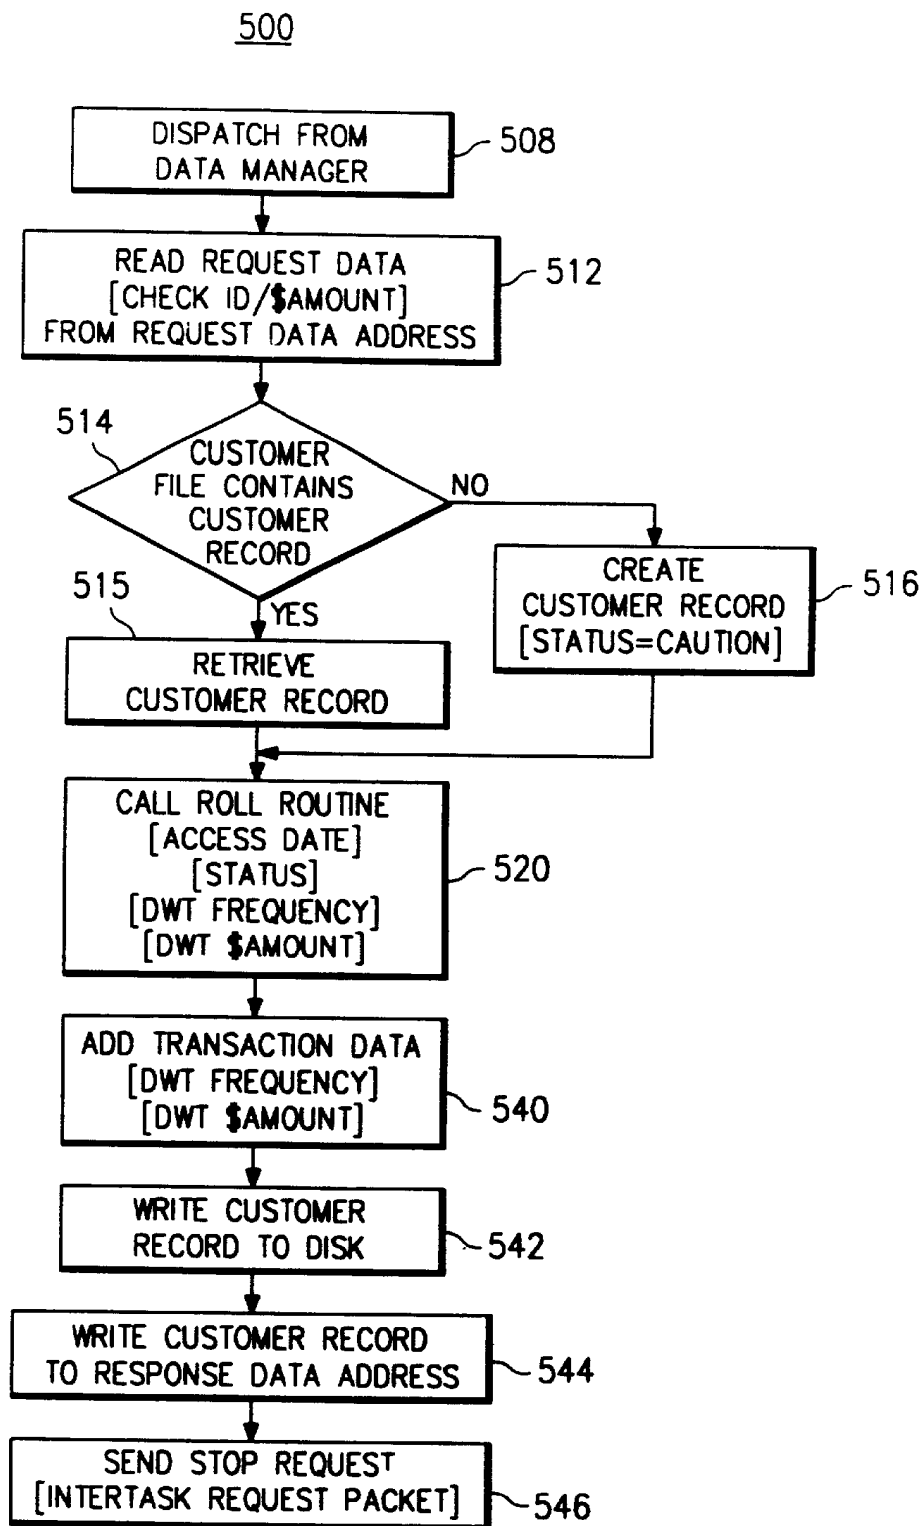 500
DISPATCH FROM
DATA MANAGER
508
READ REQUEST DATA
[CHECK ID/$AMOUNT]
FROM REQUEST DATA ADDRESS
512
514
CUSTOMER
FILE CONTAINS
CUSTOMER
RECORD
NO
YES
CREATE
CUSTOMER RECORD
[STATUS=CAUTION]
516
515
RETRIEVE
CUSTOMER RECORD
CALL ROLL ROUTINE
[ACCESS DATE]
[STATUS]
[DWT FREQUENCY]
[DWT $AMOUNT]
520
ADD TRANSACTION DATA
[DWT FREQUENCY]
[DWT $AMOUNT]
540
WRITE CUSTOMER
RECORD TO DISK
542
WRITE CUSTOMER RECORD
TO RESPONSE DATA ADDRESS
544
SEND STOP REQUEST
[INTERTASK REQUEST PACKET]
546